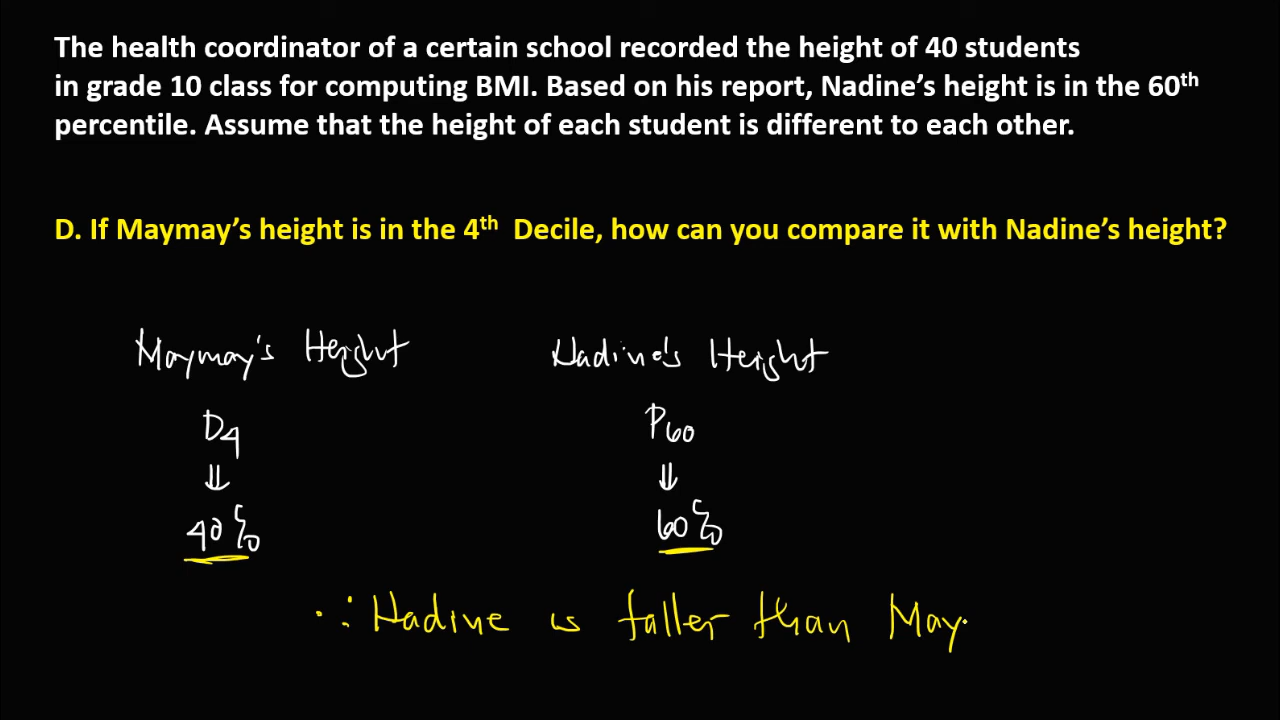 The health coordinator of a certain school recorded the height of 40 students
in grade 10 class for computing BMI. Based on his report, Nadine’s height is in the 60th
percentile. Assume that the height of each student is different to each other.
D. If Maymay’s height is in the 4th Decile, how can you compare it with Nadine’s height?
Maymay's Height Nadine's Height
D4 P60
⇓ ⇓
40% 60%
∴ Nadine is taller than May.